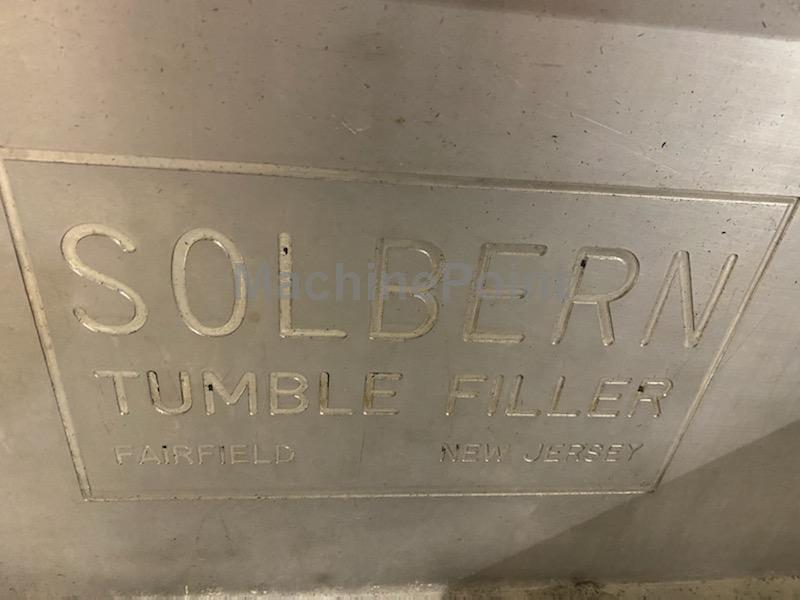 SOLBERN
MachinePoint
TUMBLE FILLER
FAIRFIELD NEW JERSEY